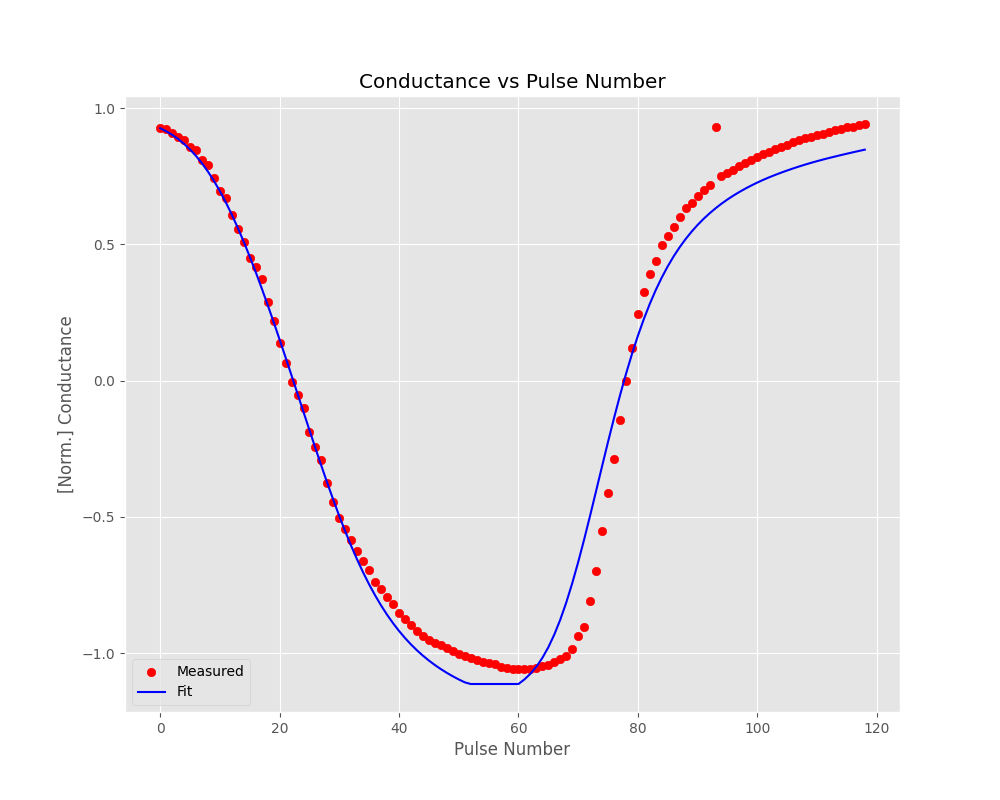 Conductance vs Pulse Number
[Norm.] Conductance
1.0
0.5
0.0
−0.5
−1.0
Measured
Fit
0 20 40 60 80 100 120
Pulse Number